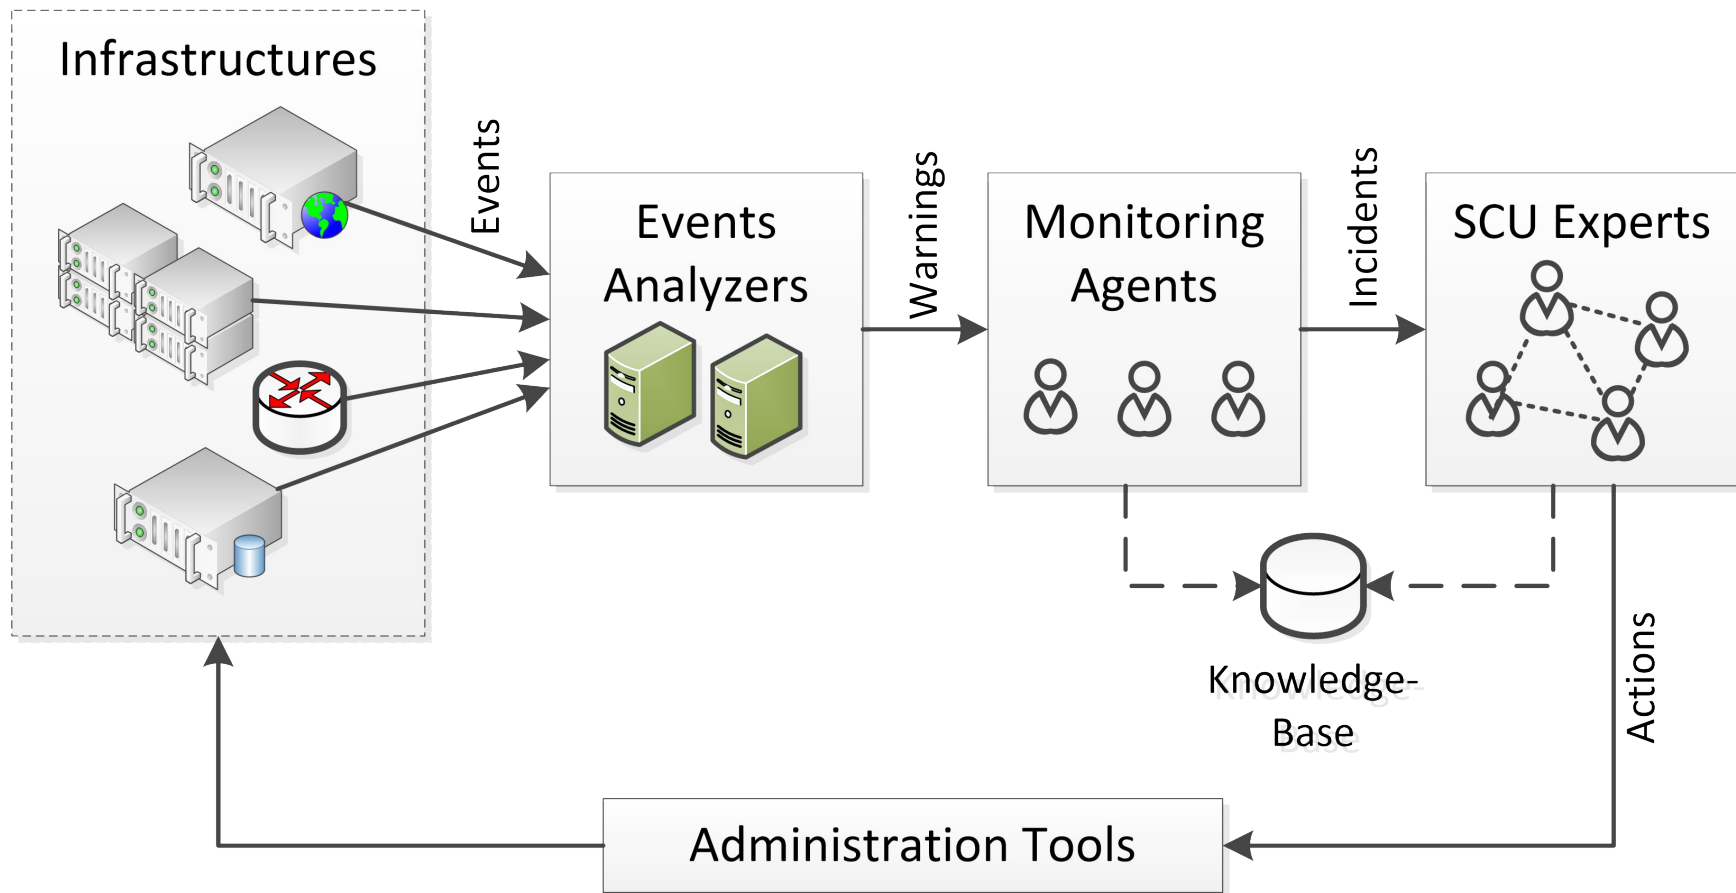 Infrastructures
Events
Events
Analyzers
Warnings
Monitoring
Agents
Incidents
SCU Experts
Knowledge-
Base
Actions
Administration Tools